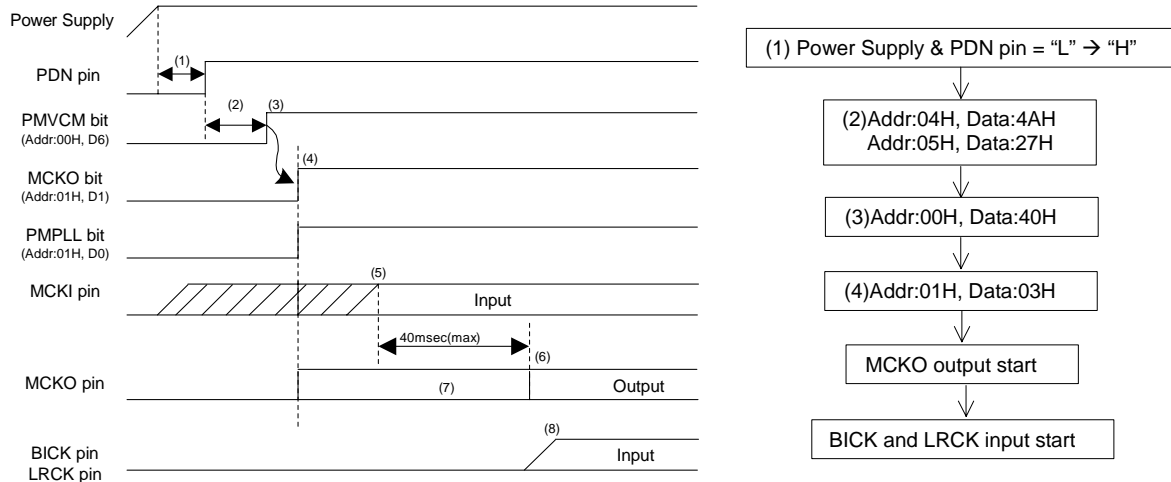 Power Supply
(1)
PDN pin
(2)
(3)
PMVCM bit
(Addr:00H, D6)
(4)
MCKO bit
(Addr:01H, D1)
PMPLL bit
(Addr:01H, D0)
(5)
MCKI pin
Input
40msec(max)
(6)
MCKO pin
(7)
Output
(8)
BICK pin
LRCK pin
Input
(1) Power Supply & PDN pin = “L” → “H”
(2)Addr:04H, Data:4AH
Addr:05H, Data:27H
(3)Addr:00H, Data:40H
(4)Addr:01H, Data:03H
MCKO output start
BICK and LRCK input start